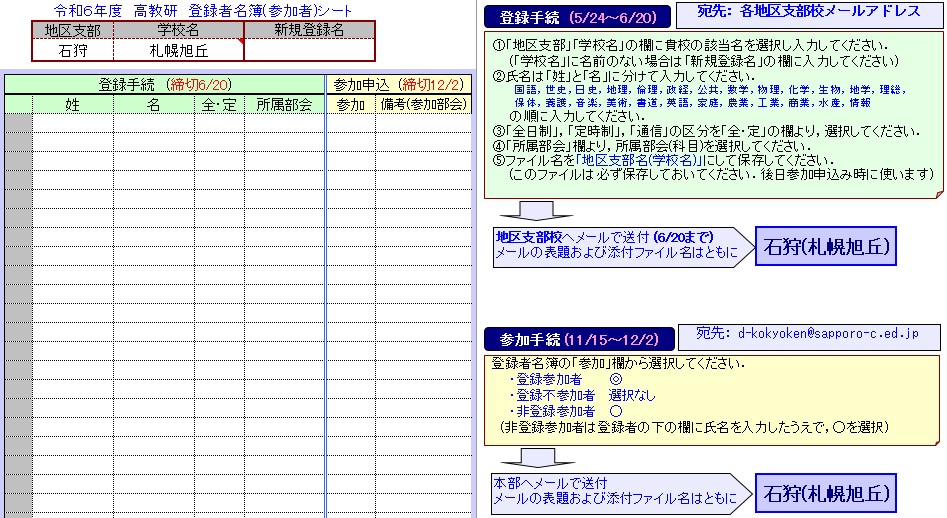 令和6年度　高教研　登録者名簿(参加者)シート
地区支部　学校名　新規登録名
石狩　札幌旭丘
登録手続　(締切6/20)　参加申込　(締切12/2)
姓　名　全・定　所属部会　参加　備考(参加部会)
登録手続 (5/24～6/20)
宛先: 各地区支部校メールアドレス
①「地区支部」「学校名」の欄に貴校の該当名を選択し入力してください．
(「学校名」に名前のない場合は「新規登録名」の欄に入力してください)
②氏名は「姓」と「名」に分けて入力してください．
国語，世史，日史，地理，倫理，政経，公共，数学，物理，化学，生物，地学，理総，
保体，養護，音楽，美術，書道，英語，家庭，農業，工業，商業，水産，情報
の順に入力してください．
③「全日制」，「定時制」，「通信」の区分を「全・定」の欄より，選択してください．
④「所属部会」欄より，所属部会(科目)を選択してください．
⑤ファイル名を「地区支部名(学校名)」にして保存してください．
(このファイルは必ず保存しておいてください．後日参加申込み時に使います)
地区支部校へメールで送付 (6/20まで)
メールの表題および添付ファイル名はともに
石狩(札幌旭丘)
参加手続 (11/15～12/2)
宛先: d-kokyoken@sapporo-c.ed.jp
登録者名簿の「参加」欄から選択してください．
・登録参加者　◎
・登録不参加者　選択なし
・非登録参加者　○
(非登録参加者は登録者の下の欄に氏名を入力したうえで，○を選択)
本部へメールで送付
メールの表題および添付ファイル名はともに
石狩(札幌旭丘)